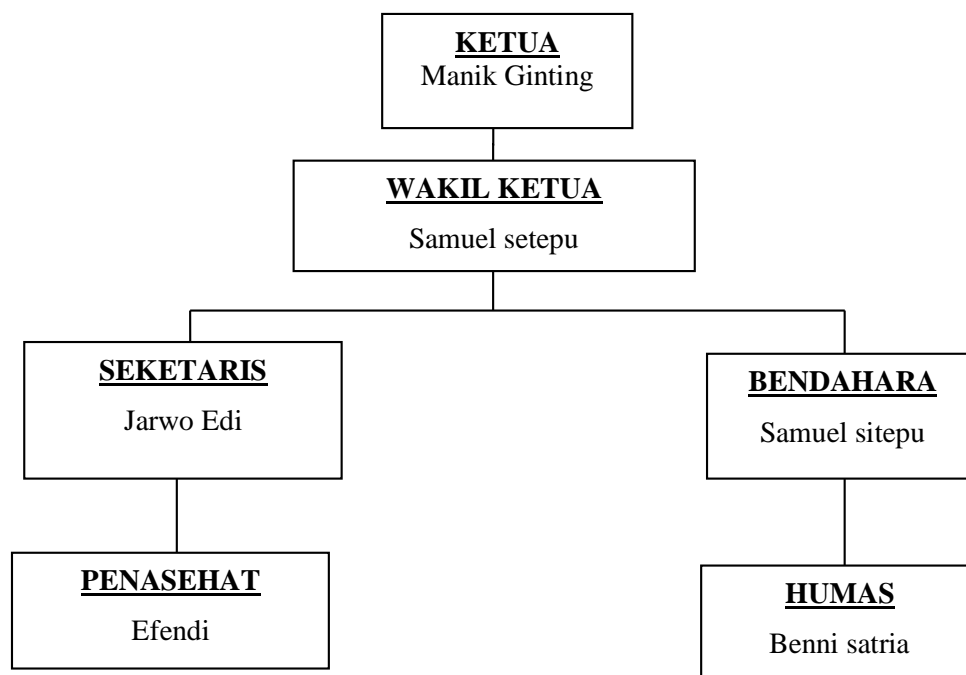 KETUA
Manik Ginting
WAKIL KETUA
Samuel setepu
SEKETARIS
Jarwo Edi
BENDAHARA
Samuel sitepu
PENASEHAT
Efendi
HUMAS
Benni satria